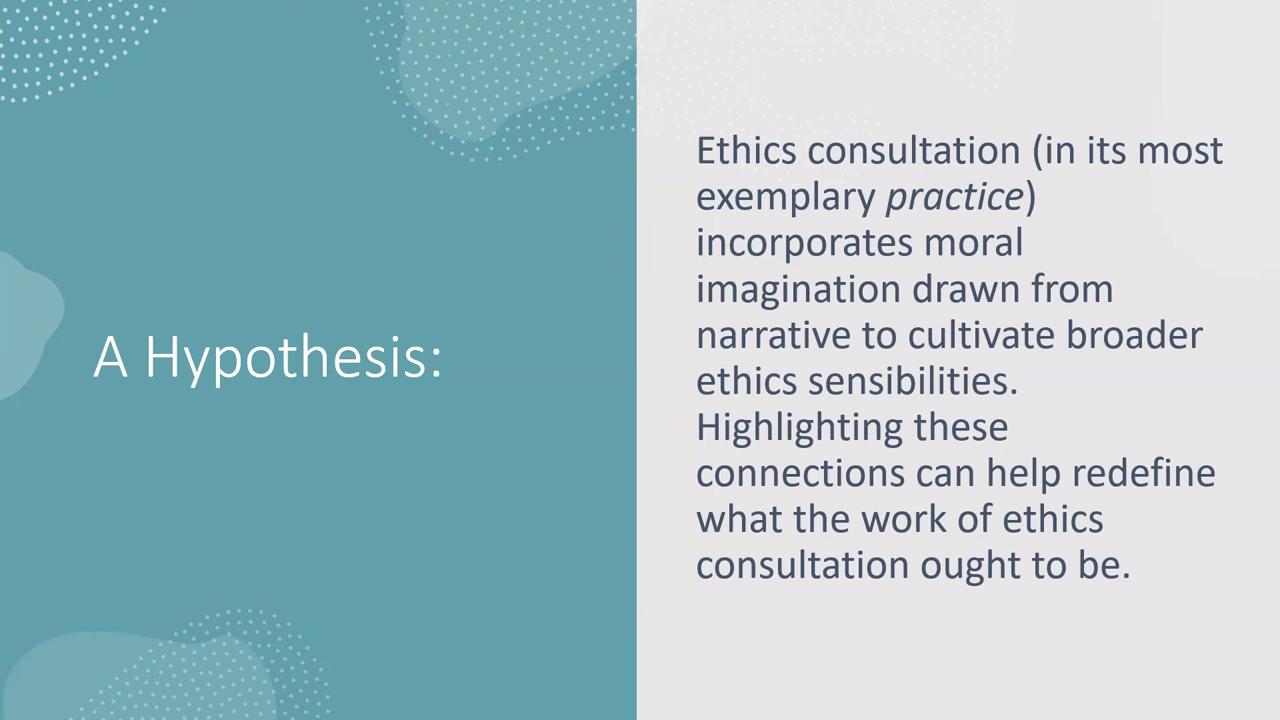 A Hypothesis:
Ethics consultation (in its most
exemplary practice)
incorporates moral
imagination drawn from
narrative to cultivate broader
ethics sensibilities.
Highlighting these
connections can help redefine
what the work of ethics
consultation ought to be.